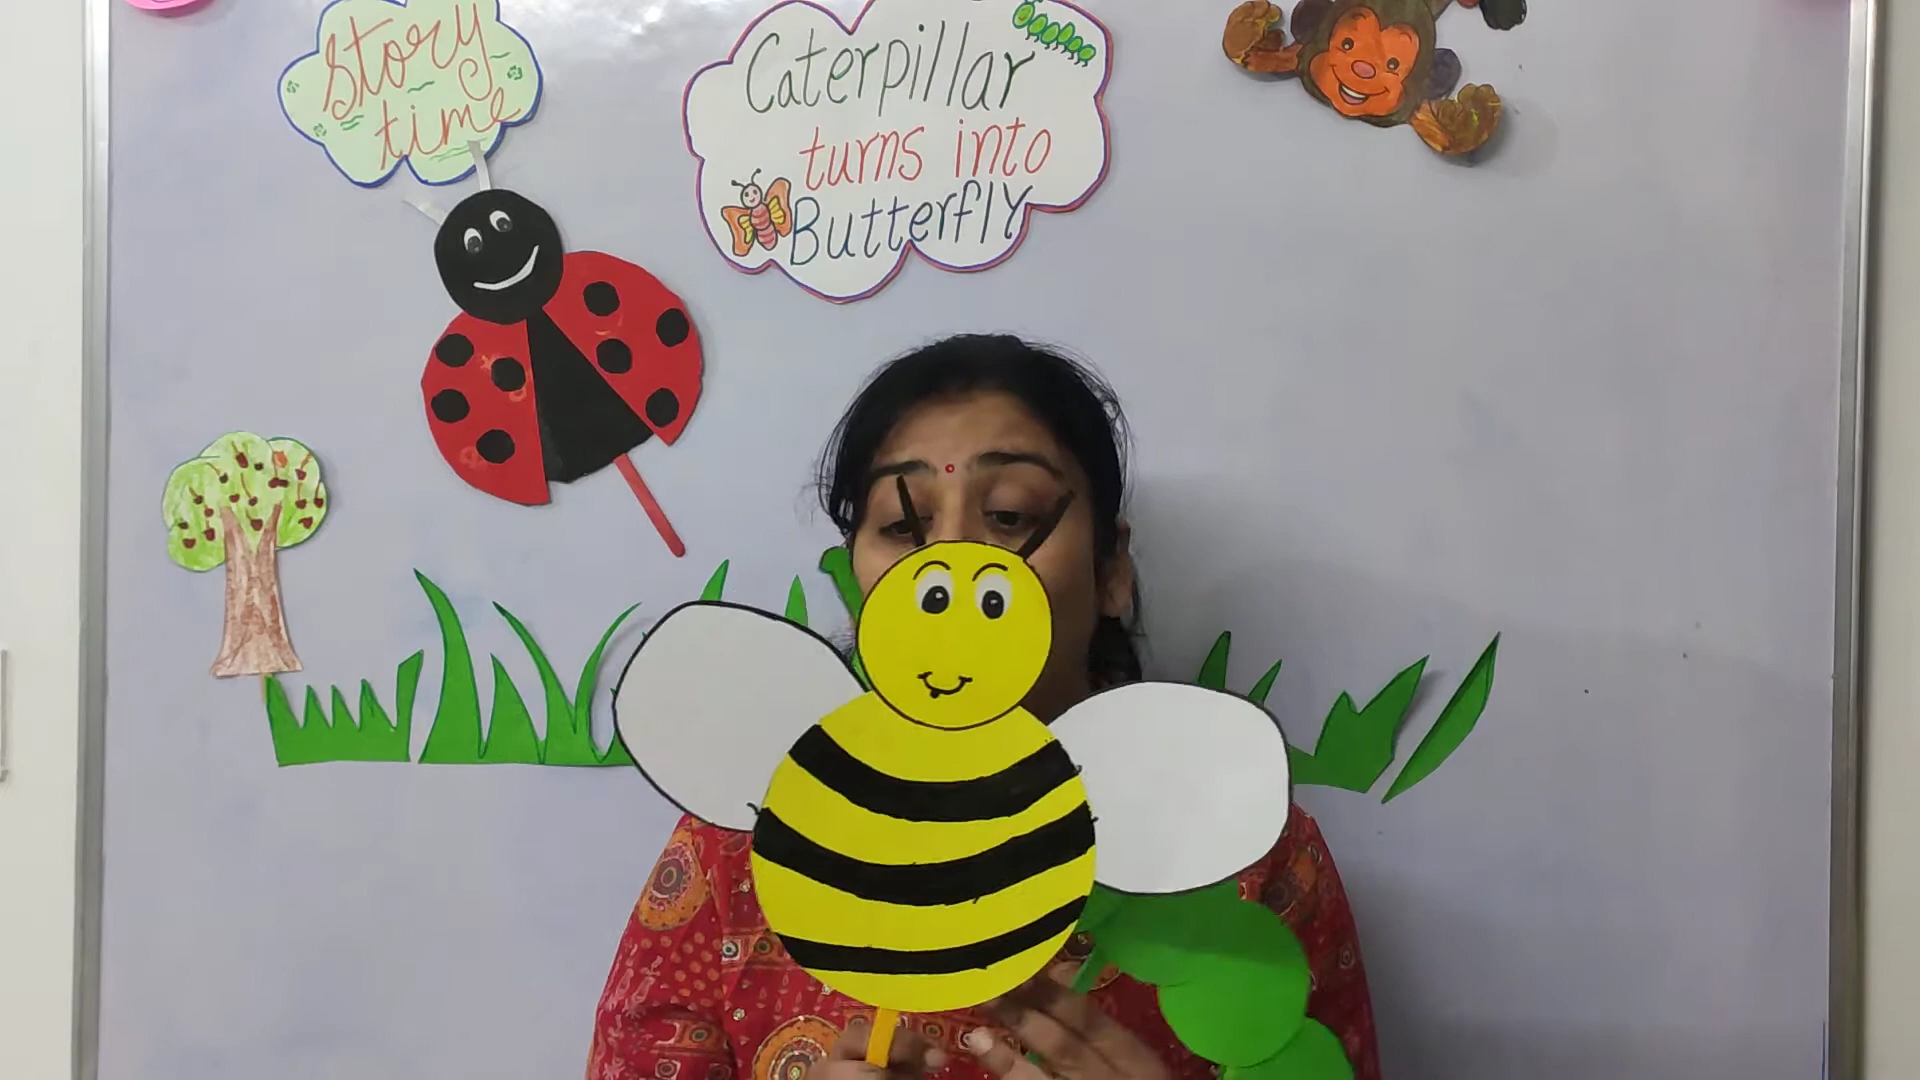 Story
time
Caterpillar
turns into
Butterfly